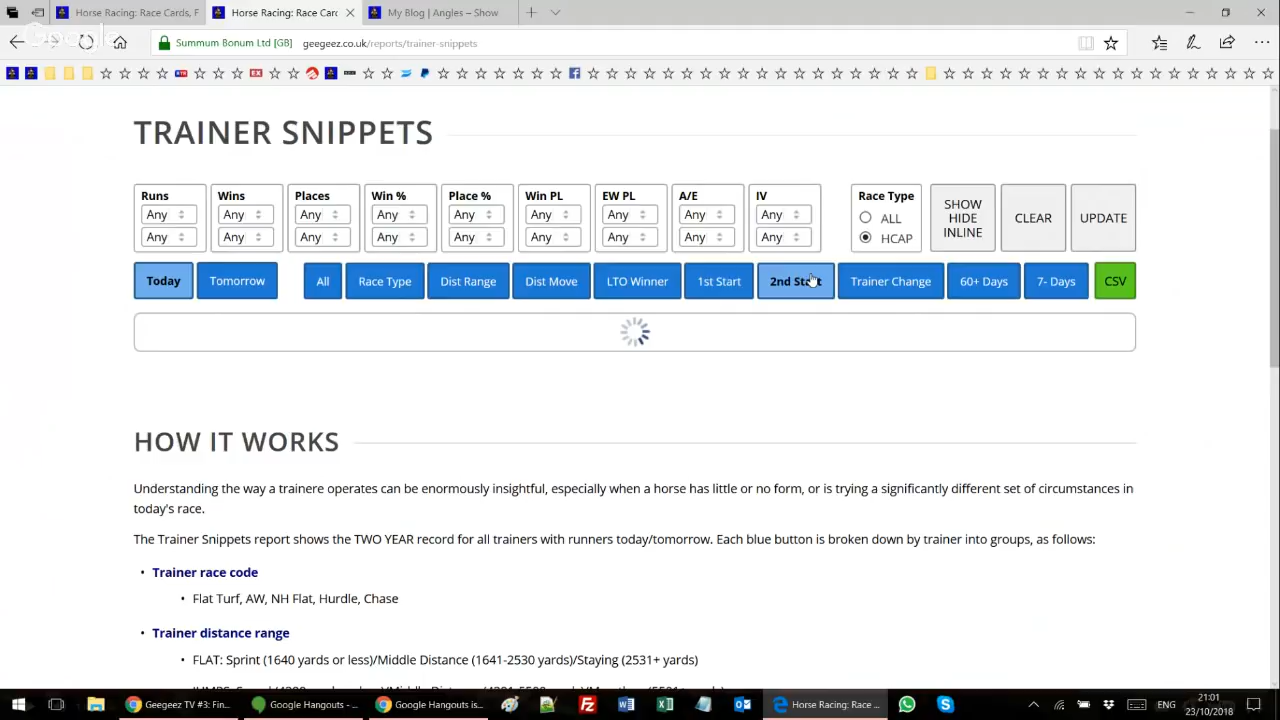 Horse Racing: Race Cards, F
Horse Racing: Race Carc
My Blog | Angles – Show
Google
Summum Bonum Ltd [GB]
geegeez.co.uk/reports/trainer-snippets
TRAINER SNIPPETS
Runs Wins Places Win % Place % Win PL EW PL A/E IV Race Type
Any Any Any Any Any Any Any Any Any ALL
Any Any Any Any Any Any Any Any Any HCAP
SHOW
HIDE
INLINE
CLEAR
UPDATE
Today Tomorrow All Race Type Dist Range Dist Move LTO Winner 1st Start 2nd Start Trainer Change 60+ Days 7- Days CSV
HOW IT WORKS
Understanding the way a trainere operates can be enormously insightful, especially when a horse has little or no form, or is trying a significantly different set of circumstances in
today's race.
The Trainer Snippets report shows the TWO YEAR record for all trainers with runners today/tomorrow. Each blue button is broken down by trainer into groups, as follows:
• Trainer race code
• Flat Turf, AW, NH Flat, Hurdle, Chase
• Trainer distance range
• FLAT: Sprint (1640 yards or less)/Middle Distance (1641-2530 yards)/Staying (2531+ yards)
Geegeez TV #3: Fin...
Google Hangouts - ...
Google Hangouts is...
Horse Racing: Race ...
21:01
23/10/2018